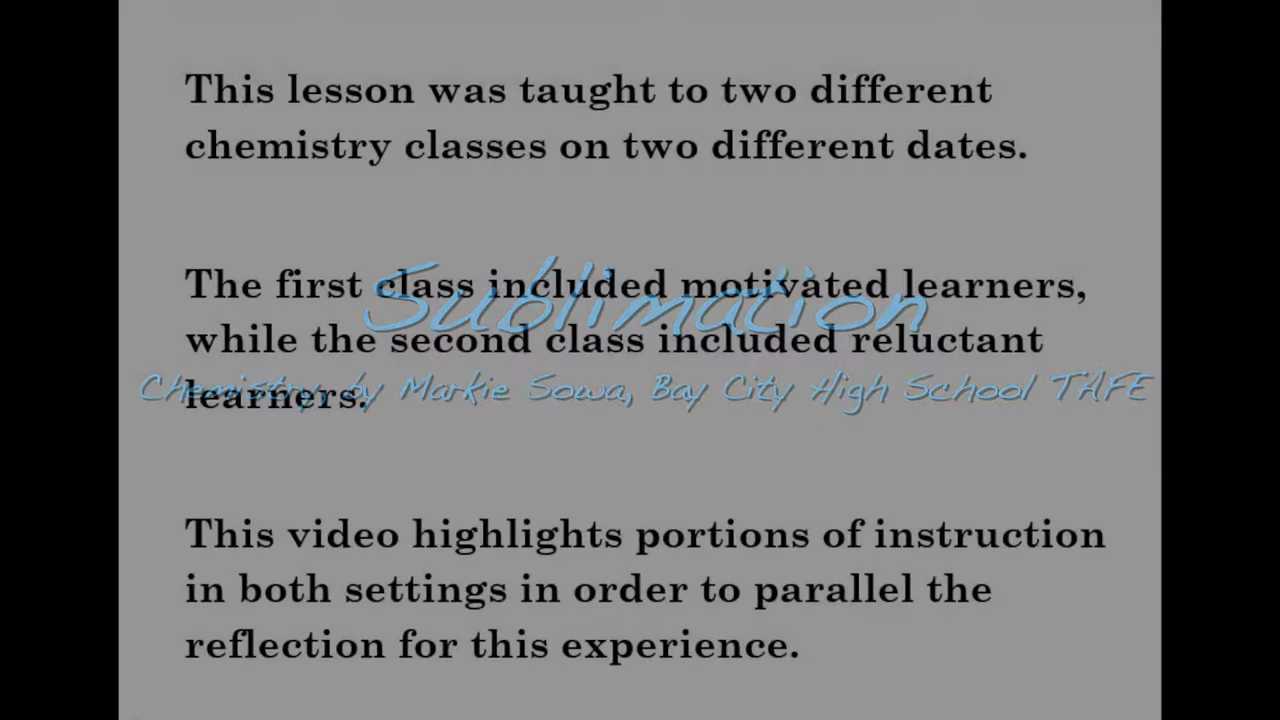 This lesson was taught to two different
chemistry classes on two different dates.
Sublimation
The first class included motivated learners,
while the second class included reluctant
Chemistry, by Markie Sowa, Bay City High School TAFE
learners.
This video highlights portions of instruction
in both settings in order to parallel the
reflection for this experience.